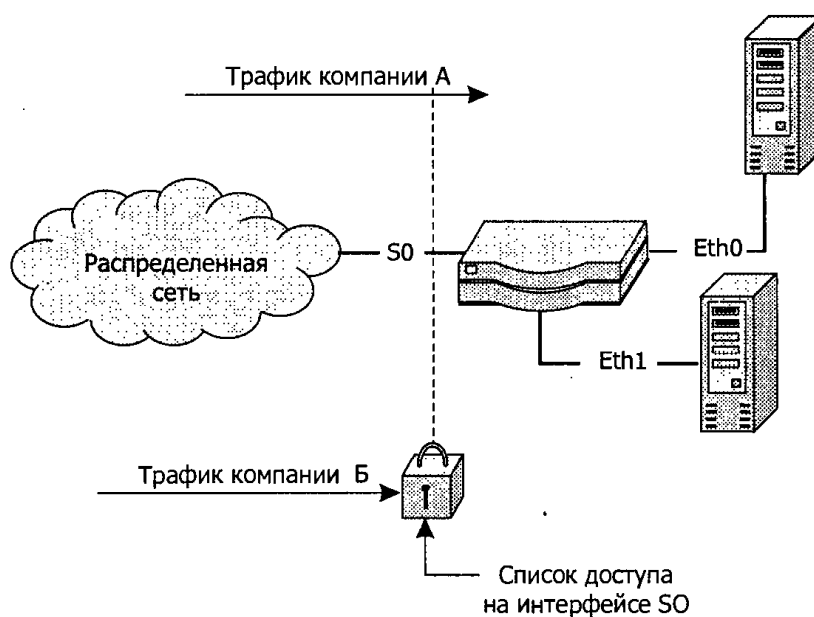 Трафик компании А
Распределенная
сеть
S0
Eth0
Eth1
Трафик компании Б
Список доступа
на интерфейсе SO